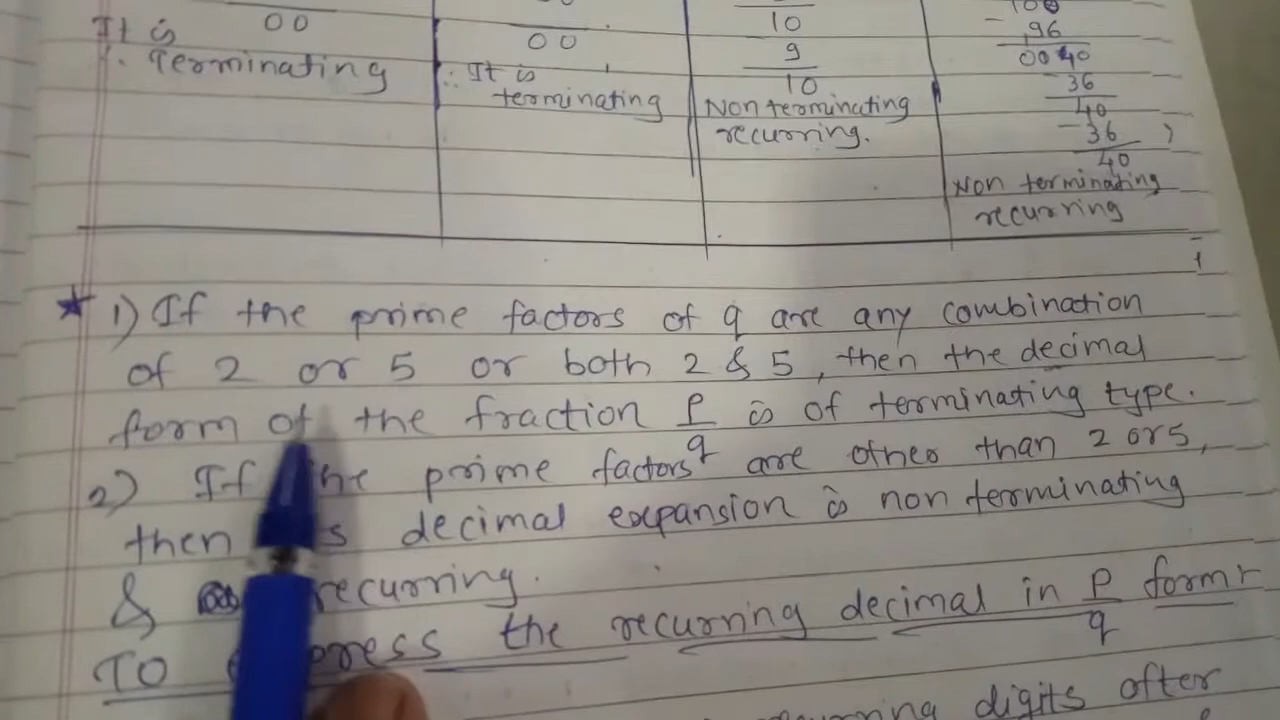 It is
∴ Terminating
00
00
∴ It is
terminating
10
9
10
Non terminating
recurring.
100
- 96
0040
36
40
- 36
40
Non terminating
recurring
★ 1) If the prime factors of q are any combination
of 2 or 5 or both 2 & 5, then the decimal
form of the fraction P/q is of terminating type.
2) If the prime factors are other than 2 or 5,
then decimal expansion is non terminating
& recurring.
To express the recurring decimal in P/q form
digits after